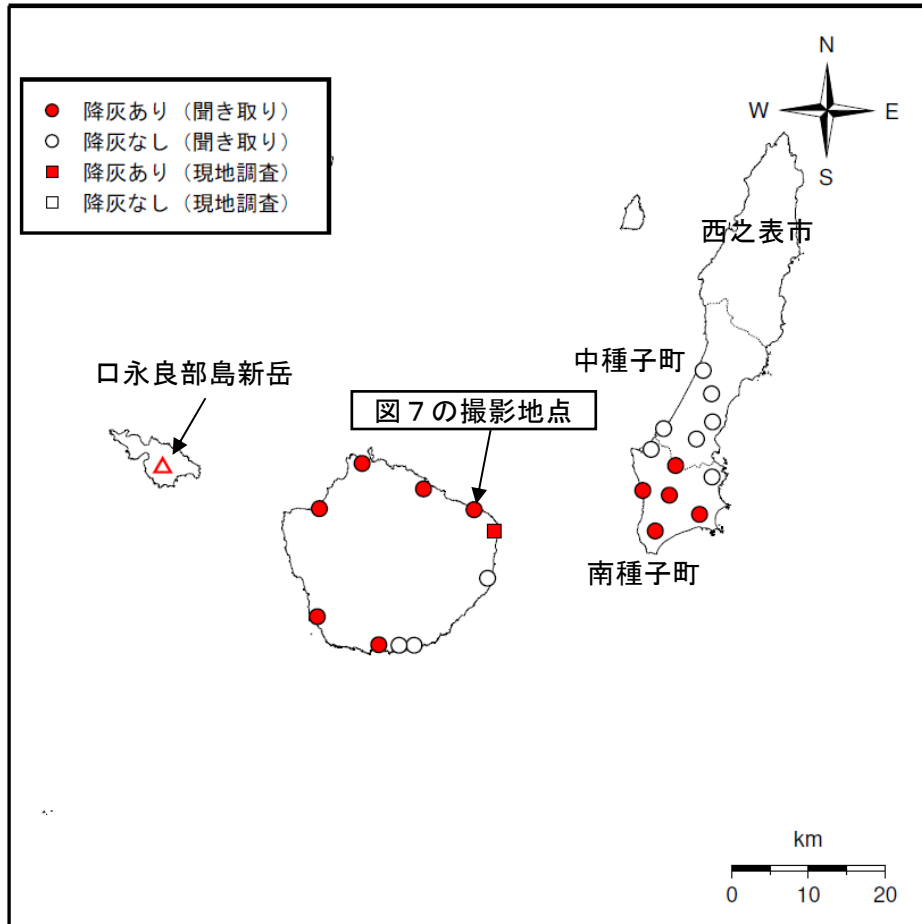 降灰あり（聞き取り）
降灰なし（聞き取り）
降灰あり（現地調査）
降灰なし（現地調査）
N
W
E
S
西之表市
中種子町
口永良部島新岳
図７の撮影地点
南種子町
km
0 10 20